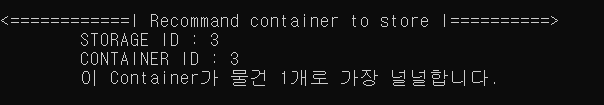 <============| Recommand container to store |==========>
STORAGE ID : 3
CONTAINER ID : 3
이 Container가 물건 1개로 가장 널널합니다.